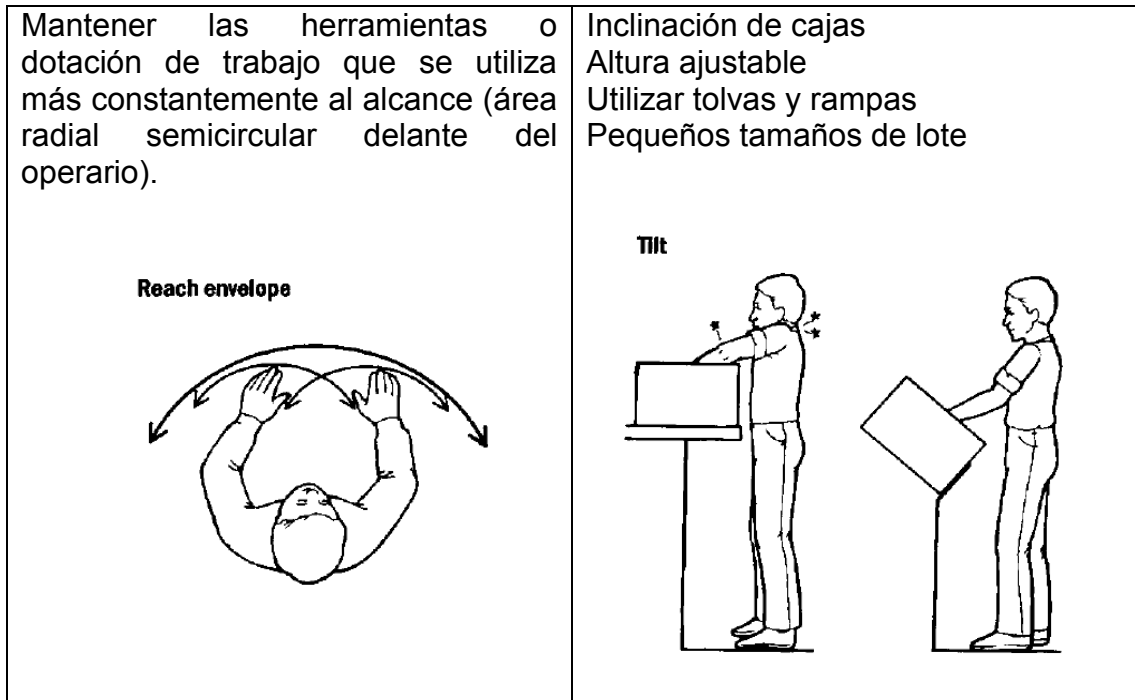 Mantener las herramientas o
dotación de trabajo que se utiliza
más constantemente al alcance (área
radial semicircular delante del
operario).
Reach envelope
Inclinación de cajas
Altura ajustable
Utilizar tolvas y rampas
Pequeños tamaños de lote
Tilt